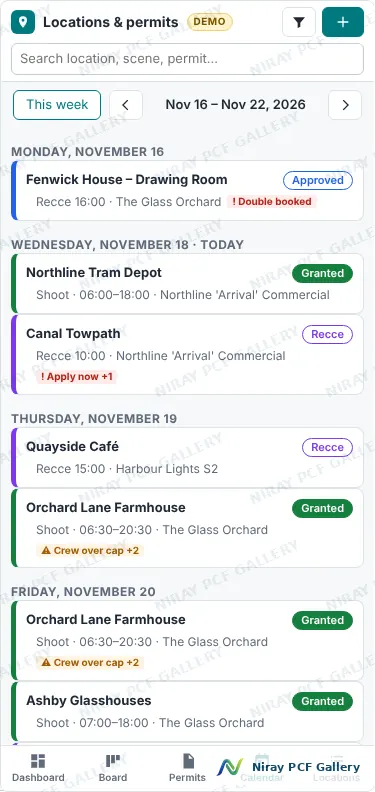 Locations & permits DEMO
Search location, scene, permit...
This week Nov 16 – Nov 22, 2026
MONDAY, NOVEMBER 16
Fenwick House – Drawing Room Approved
Recce 16:00 · The Glass Orchard ! Double booked
WEDNESDAY, NOVEMBER 18 · TODAY
Northline Tram Depot Granted
Shoot · 06:00–18:00 · Northline 'Arrival' Commercial
Canal Towpath Recce
Recce 10:00 · Northline 'Arrival' Commercial
! Apply now +1
THURSDAY, NOVEMBER 19
Quayside Café Recce
Recce 15:00 · Harbour Lights S2
Orchard Lane Farmhouse Granted
Shoot · 06:30–20:30 · The Glass Orchard
⚠ Crew over cap +2
FRIDAY, NOVEMBER 20
Orchard Lane Farmhouse Granted
Shoot · 06:30–20:30 · The Glass Orchard
⚠ Crew over cap +2
Ashby Glasshouses Granted
Shoot · 07:00–18:00 · The Glass Orchard
Niray PCF Gallery
Dashboard Board Permits Calendar Locations
NIRAY PCF GALLERY